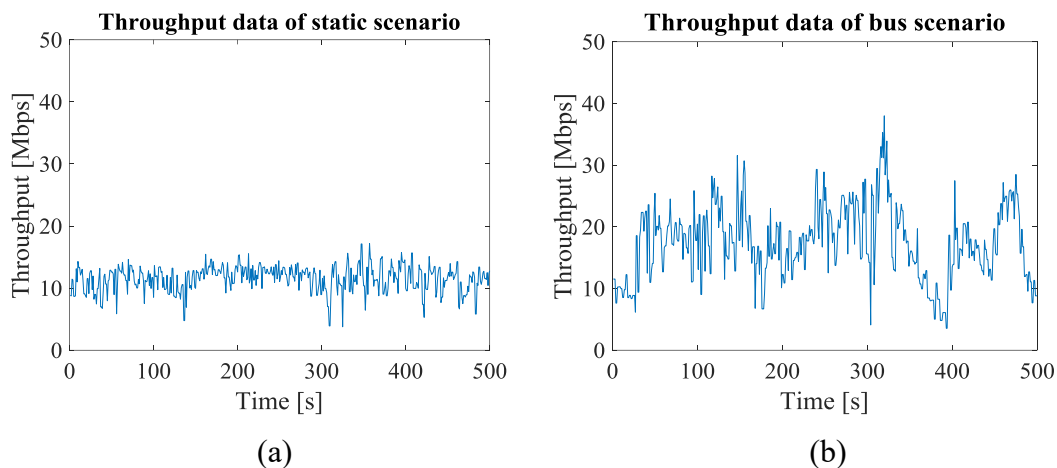 Throughput data of static scenario
50
40
30
20
10
0
Throughput [Mbps]
0 100 200 300 400 500
Time [s]
(a)
Throughput data of bus scenario
50
40
30
20
10
0
Throughput [Mbps]
0 100 200 300 400 500
Time [s]
(b)